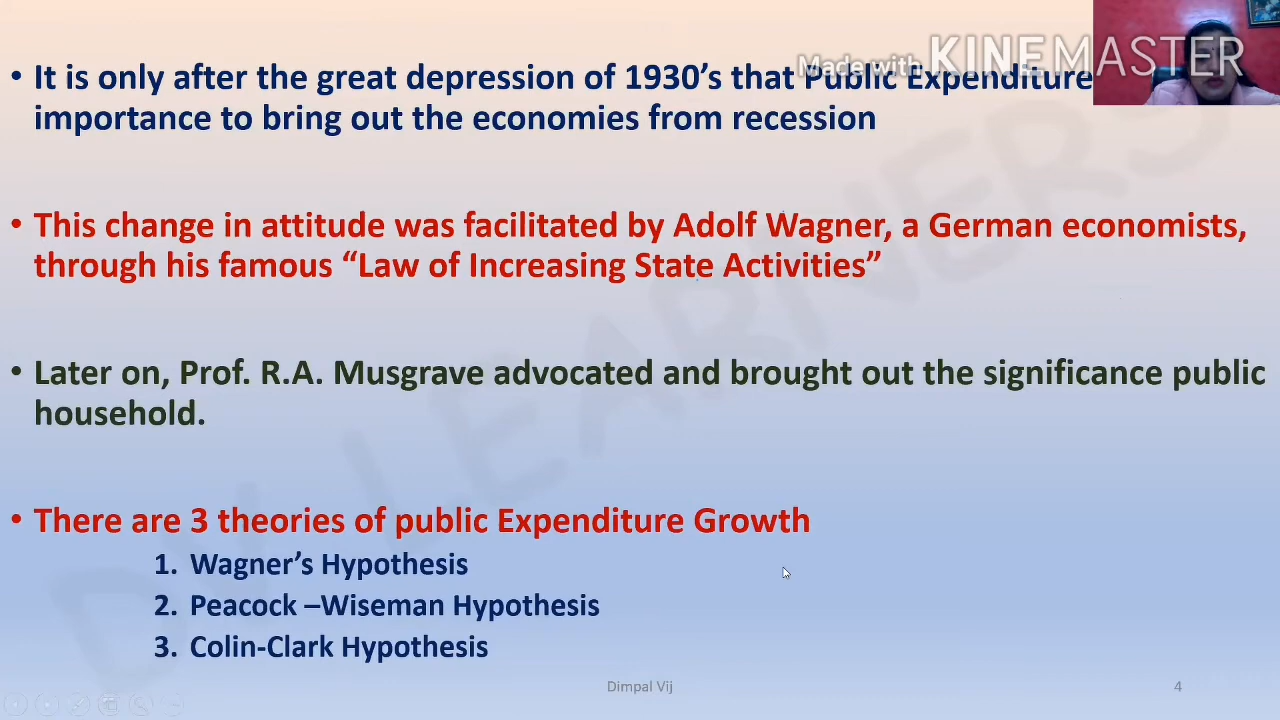 • It is only after the great depression of 1930’s that Public Expenditure
importance to bring out the economies from recession
Made with KINEMASTER
• This change in attitude was facilitated by Adolf Wagner, a German economists,
through his famous “Law of Increasing State Activities”
• Later on, Prof. R.A. Musgrave advocated and brought out the significance public
household.
• There are 3 theories of public Expenditure Growth
1. Wagner’s Hypothesis
2. Peacock –Wiseman Hypothesis
3. Colin-Clark Hypothesis
Dimpal Vij
4
DV LEARNERS